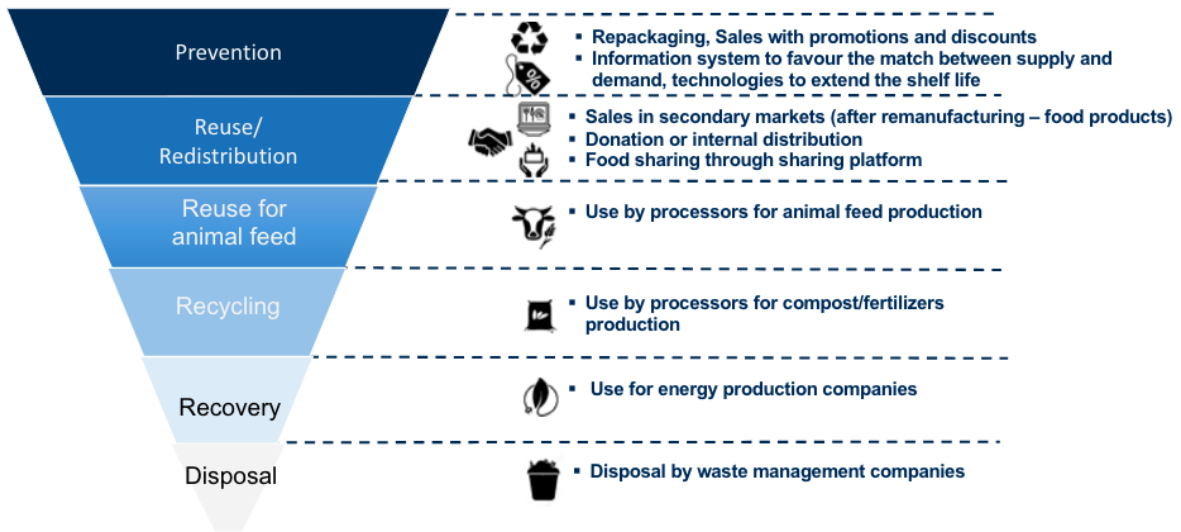 Prevention
▪ Repackaging, Sales with promotions and discounts
▪ Information system to favour the match between supply and
demand, technologies to extend the shelf life
%
Reuse/
Redistribution
▪ Sales in secondary markets (after remanufacturing – food products)
▪ Donation or internal distribution
▪ Food sharing through sharing platform
Reuse for
animal feed
▪ Use by processors for animal feed production
Recycling
▪ Use by processors for compost/fertilizers
production
Recovery
▪ Use for energy production companies
Disposal
▪ Disposal by waste management companies